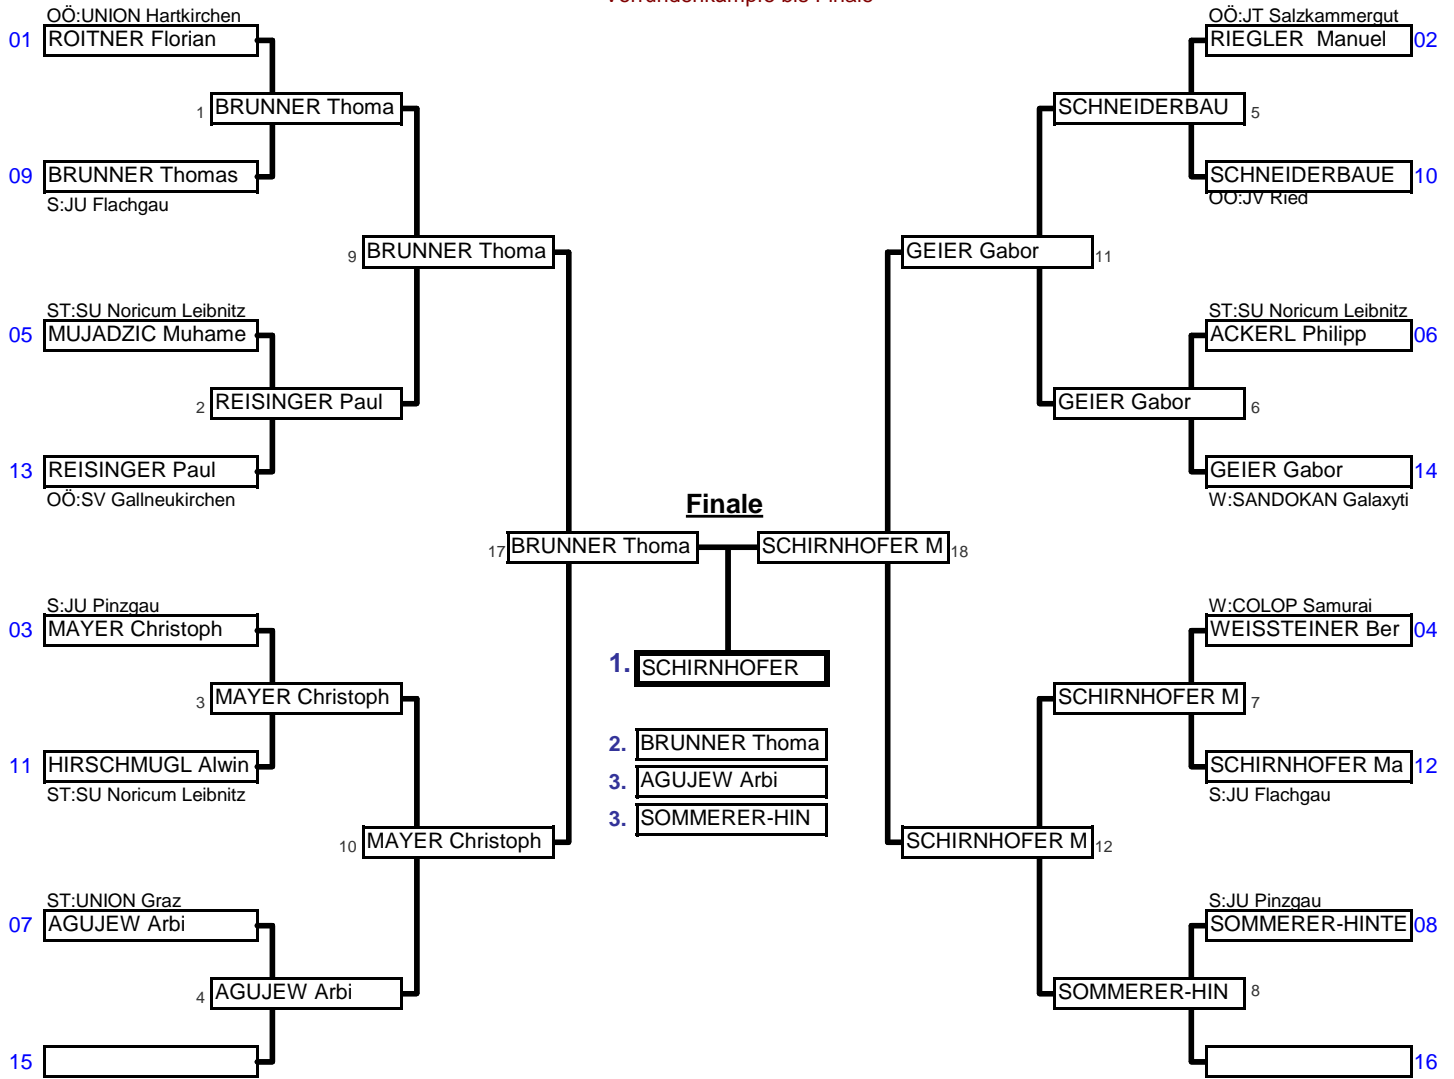 Vorrundenkämpfe bis Finale
OÖ:UNION Hartkirchen
01 ROITNER Florian
1 BRUNNER Thoma
09 BRUNNER Thomas
S:JU Flachgau
9 BRUNNER Thoma
ST:SU Noricum Leibnitz
05 MUJADZIC Muhame
2 REISINGER Paul
13 REISINGER Paul
OÖ:SV Gallneukirchen
17 BRUNNER Thoma
S:JU Pinzgau
03 MAYER Christoph
3 MAYER Christoph
11 HIRSCHMUGL Alwin
ST:SU Noricum Leibnitz
10 MAYER Christoph
ST:UNION Graz
07 AGUJEW Arbi
4 AGUJEW Arbi
15
Finale
1. SCHIRNHOFER
2. BRUNNER Thoma
3. AGUJEW Arbi
3. SOMMERER-HIN
OÖ:JT Salzkammergut
RIEGLER  Manuel 02
SCHNEIDERBAU 5
SCHNEIDERBAUE 10
OÖ:JV Ried
GEIER Gabor 11
ST:SU Noricum Leibnitz
ACKERL Philipp 06
GEIER Gabor 6
GEIER Gabor 14
W:SANDOKAN Galaxyti
SCHIRNHOFER M 18
W:COLOP Samurai
WEISSTEINER Ber 04
SCHIRNHOFER M 7
SCHIRNHOFER Ma 12
S:JU Flachgau
SCHIRNHOFER M 12
S:JU Pinzgau
SOMMERER-HINTE 08
SOMMERER-HIN 8
16